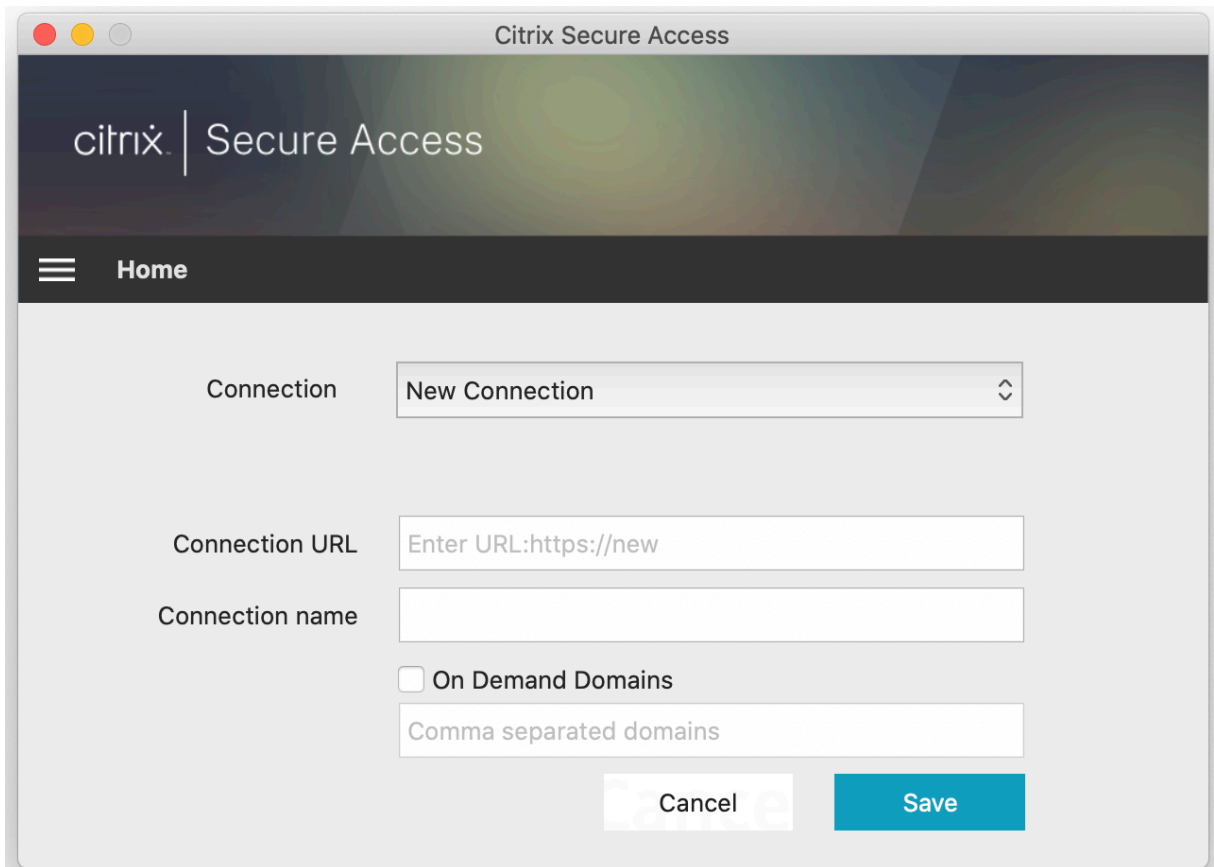 Citrix Secure Access
citrix | Secure Access
Home
Connection
New Connection
Connection URL
Enter URL:https://new
Connection name
On Demand Domains
Comma separated domains
Cancel
Save